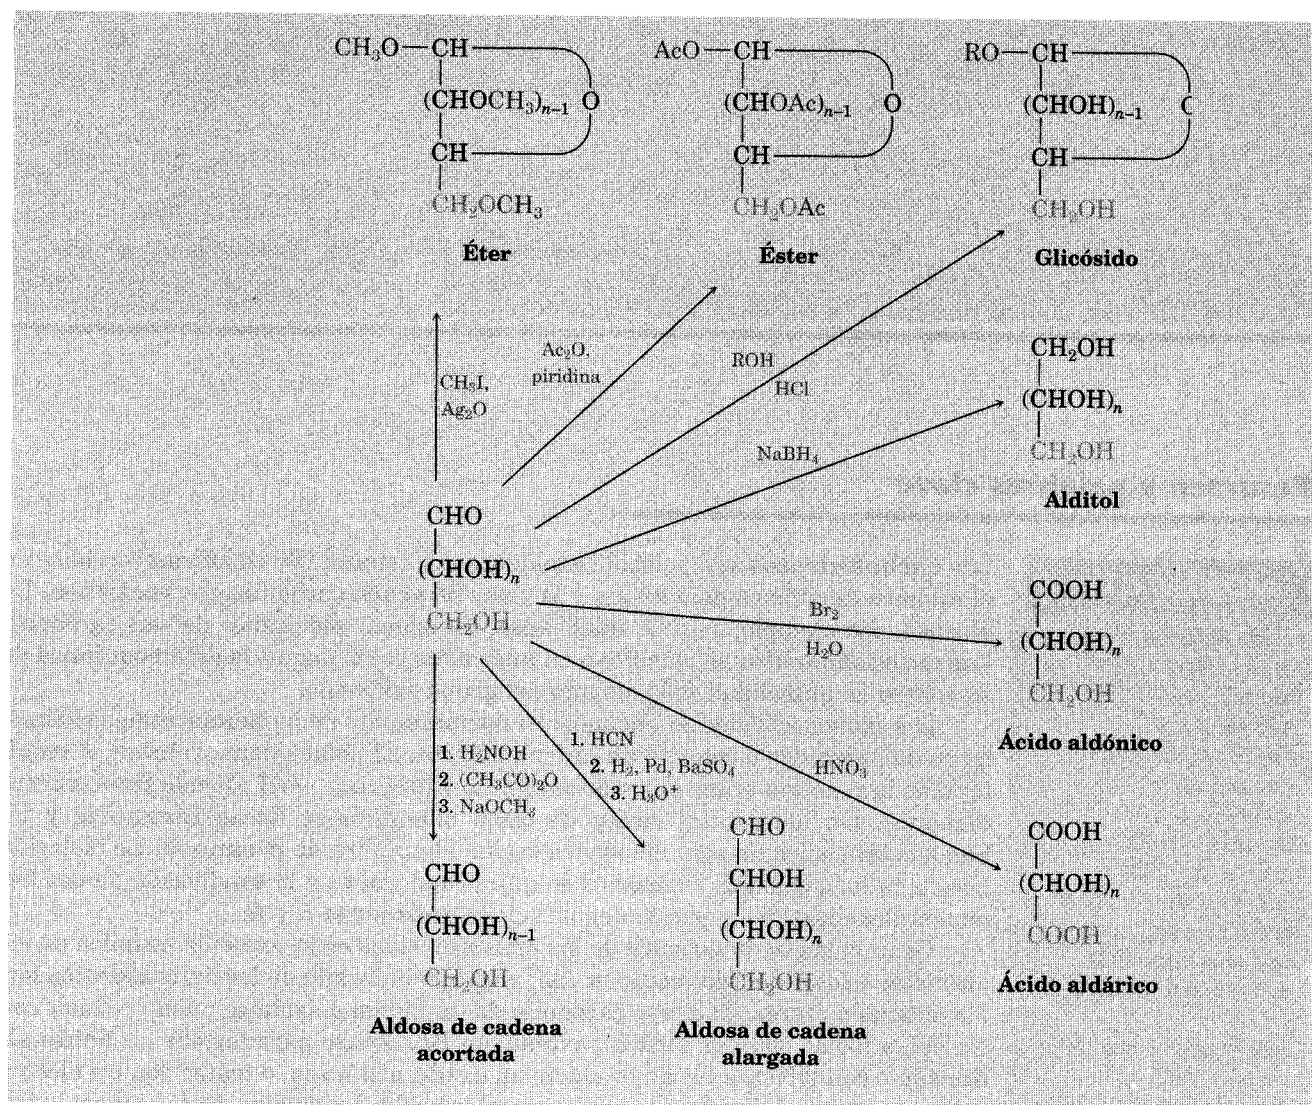 CH₃O—CH
(CHOCH₃)ₙ₋₁ O
CH
CH₂OCH₃
Éter
AcO—CH
(CHOAc)ₙ₋₁ O
CH
CH₂OAc
Éster
RO—CH
(CHOH)ₙ₋₁
CH
CH₂OH
Glicósido
CH₃I,
Ag₂O
Ac₂O,
piridina
ROH
HCl
NaBH₄
CH₂OH
(CHOH)ₙ
CH₂OH
Alditol
CHO
(CHOH)ₙ
CH₂OH
Br₂
H₂O
COOH
(CHOH)ₙ
CH₂OH
Ácido aldónico
1. H₂NOH
2. (CH₃CO)₂O
3. NaOCH₃
1. HCN
2. H₂, Pd, BaSO₄
3. H₃O⁺
HNO₃
COOH
(CHOH)ₙ
COOH
Ácido aldárico
CHO
(CHOH)ₙ₋₁
CH₂OH
Aldosa de cadena
acortada
CHO
CHOH
(CHOH)ₙ
CH₂OH
Aldosa de cadena
alargada